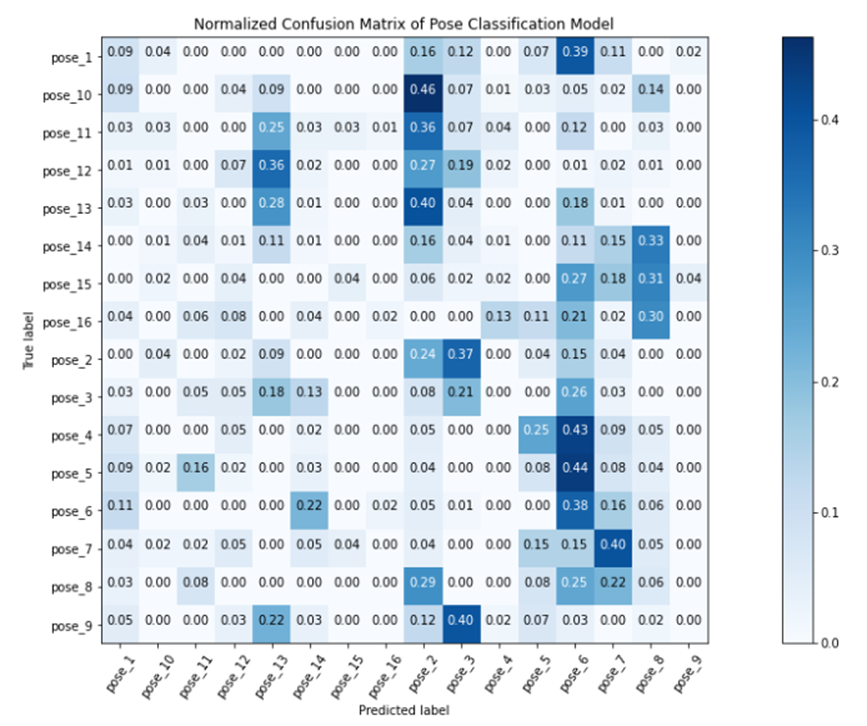 Normalized Confusion Matrix of Pose Classification Model
True label
pose_1 0.09 0.04 0.00 0.00 0.00 0.00 0.00 0.00 0.16 0.12 0.00 0.07 0.39 0.11 0.00 0.02
pose_10 0.09 0.00 0.00 0.04 0.09 0.00 0.00 0.00 0.46 0.07 0.01 0.03 0.05 0.02 0.14 0.00
pose_11 0.03 0.03 0.00 0.00 0.25 0.03 0.03 0.01 0.36 0.07 0.04 0.00 0.12 0.00 0.03 0.00
pose_12 0.01 0.01 0.00 0.07 0.36 0.02 0.00 0.00 0.27 0.19 0.02 0.00 0.01 0.02 0.01 0.00
pose_13 0.03 0.00 0.03 0.00 0.28 0.01 0.00 0.00 0.40 0.04 0.00 0.00 0.18 0.01 0.00 0.00
pose_14 0.00 0.01 0.04 0.01 0.11 0.01 0.00 0.00 0.16 0.04 0.01 0.00 0.11 0.15 0.33 0.00
pose_15 0.00 0.02 0.00 0.04 0.00 0.00 0.04 0.00 0.06 0.02 0.02 0.00 0.27 0.18 0.31 0.04
pose_16 0.04 0.00 0.06 0.08 0.00 0.04 0.00 0.02 0.00 0.00 0.13 0.11 0.21 0.02 0.30 0.00
pose_2 0.00 0.04 0.00 0.02 0.09 0.00 0.00 0.00 0.24 0.37 0.00 0.04 0.15 0.04 0.00 0.00
pose_3 0.03 0.00 0.05 0.05 0.18 0.13 0.00 0.00 0.08 0.21 0.00 0.00 0.26 0.03 0.00 0.00
pose_4 0.07 0.00 0.00 0.05 0.00 0.02 0.00 0.00 0.05 0.00 0.00 0.25 0.43 0.09 0.05 0.00
pose_5 0.09 0.02 0.16 0.02 0.00 0.03 0.00 0.00 0.04 0.00 0.00 0.08 0.44 0.08 0.04 0.00
pose_6 0.11 0.00 0.00 0.00 0.00 0.22 0.00 0.02 0.05 0.01 0.00 0.00 0.38 0.16 0.06 0.00
pose_7 0.04 0.02 0.02 0.05 0.00 0.05 0.04 0.00 0.04 0.00 0.00 0.15 0.15 0.40 0.05 0.00
pose_8 0.03 0.00 0.08 0.00 0.00 0.00 0.00 0.00 0.29 0.00 0.00 0.08 0.25 0.22 0.06 0.00
pose_9 0.05 0.00 0.00 0.03 0.22 0.03 0.00 0.00 0.12 0.40 0.02 0.07 0.03 0.00 0.02 0.00
pose_1 pose_10 pose_11 pose_12 pose_13 pose_14 pose_15 pose_16 pose_2 pose_3 pose_4 pose_5 pose_6 pose_7 pose_8 pose_9
Predicted label
0.4
0.3
0.2
0.1
0.0